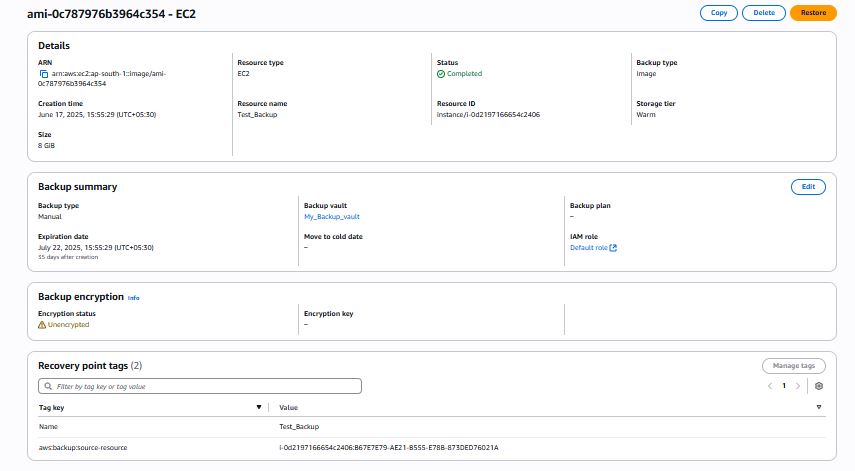 ami-0c787976b3964c354 - EC2
Copy
Delete
Restore
Details
ARN
arn:aws:ec2:ap-south-1::image/ami-
0c787976b3964c354
Resource type
EC2
Status
Completed
Backup type
Image
Creation time
June 17, 2025, 15:55:29 (UTC+05:30)
Resource name
Test_Backup
Resource ID
instance/i-0d2197166654c2406
Storage tier
Warm
Size
8 GiB
Backup summary
Edit
Backup type
Manual
Backup vault
My_Backup_vault
Backup plan
–
Expiration date
July 22, 2025, 15:55:29 (UTC+05:30)
35 days after creation
Move to cold date
–
IAM role
Default role
Backup encryption Info
Encryption status
Unencrypted
Encryption key
–
Recovery point tags (2)
Manage tags
Filter by tag key or tag value
1
Tag key
Value
Name
Test_Backup
aws:backup:source-resource
i-0d2197166654c2406:B67E7E79-AE21-B555-E78B-873DED76021A